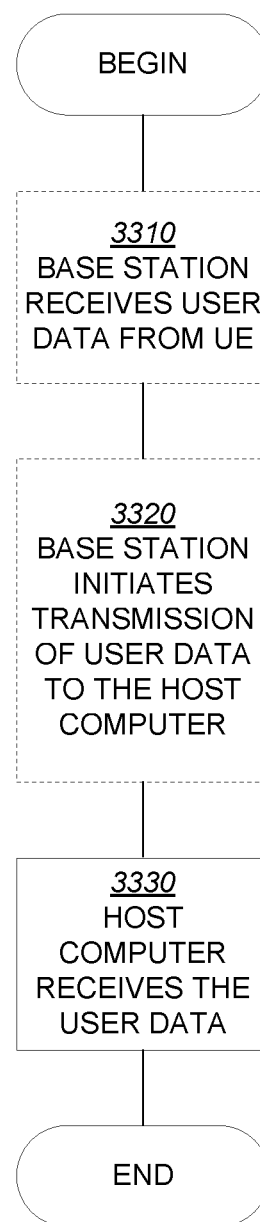 BEGIN
3310
BASE STATION
RECEIVES USER
DATA FROM UE
3320
BASE STATION
INITIATES
TRANSMISSION
OF USER DATA
TO THE HOST
COMPUTER
3330
HOST
COMPUTER
RECEIVES THE
USER DATA
END